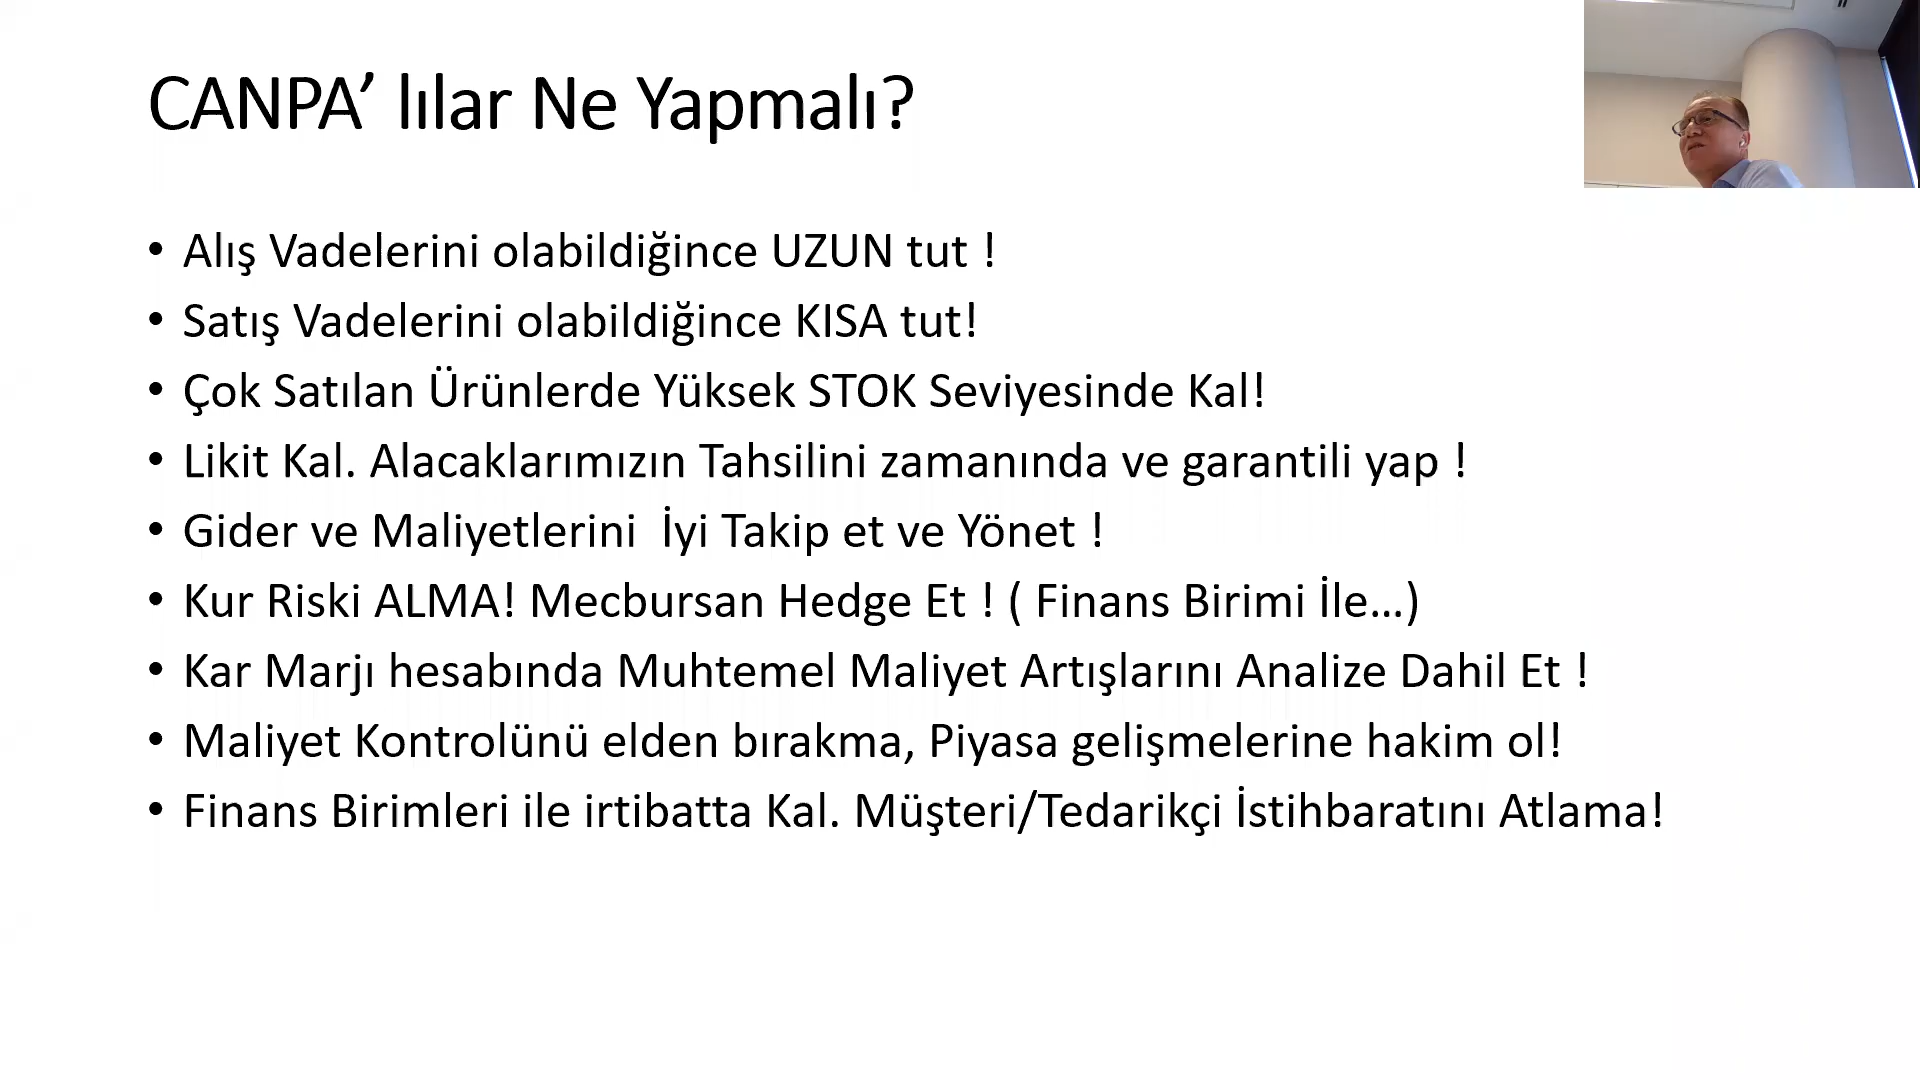 CANPA’ lılar Ne Yapmalı?
• Alış Vadelerini olabildiğince UZUN tut !
• Satış Vadelerini olabildiğince KISA tut!
• Çok Satılan Ürünlerde Yüksek STOK Seviyesinde Kal!
• Likit Kal. Alacaklarımızın Tahsilini zamanında ve garantili yap !
• Gider ve Maliyetlerini  İyi Takip et ve Yönet !
• Kur Riski ALMA! Mecbursan Hedge Et ! ( Finans Birimi İle…)
• Kar Marjı hesabında Muhtemel Maliyet Artışlarını Analize Dahil Et !
• Maliyet Kontrolünü elden bırakma, Piyasa gelişmelerine hakim ol!
• Finans Birimleri ile irtibatta Kal. Müşteri/Tedarikçi İstihbaratını Atlama!